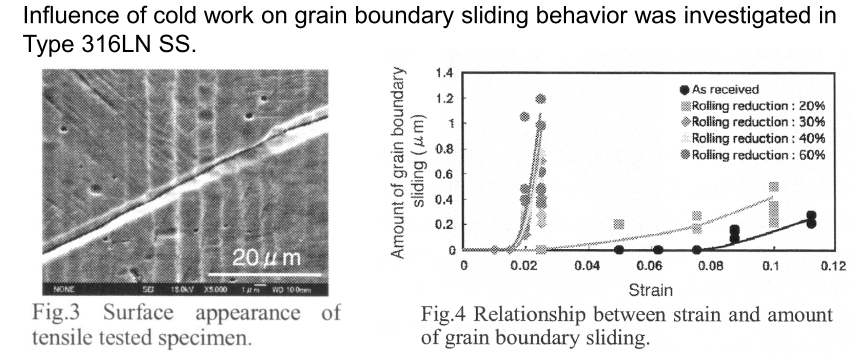 Influence of cold work on grain boundary sliding behavior was investigated in
Type 316LN SS.
20 μ m
NONE SEI 15.0kV X5,000 1μm WD 10.0mm
Fig.3 Surface appearance of
tensile tested specimen.
Amount of grain boundary
sliding (μ m)
1.4
1.2
1
0.8
0.6
0.4
0.2
0
0 0.02 0.04 0.06 0.08 0.1 0.12
Strain
As received
Rolling reduction : 20%
Rolling reduction : 30%
Rolling reduction : 40%
Rolling reduction : 60%
Fig.4 Relationship between strain and amount
of grain boundary sliding.